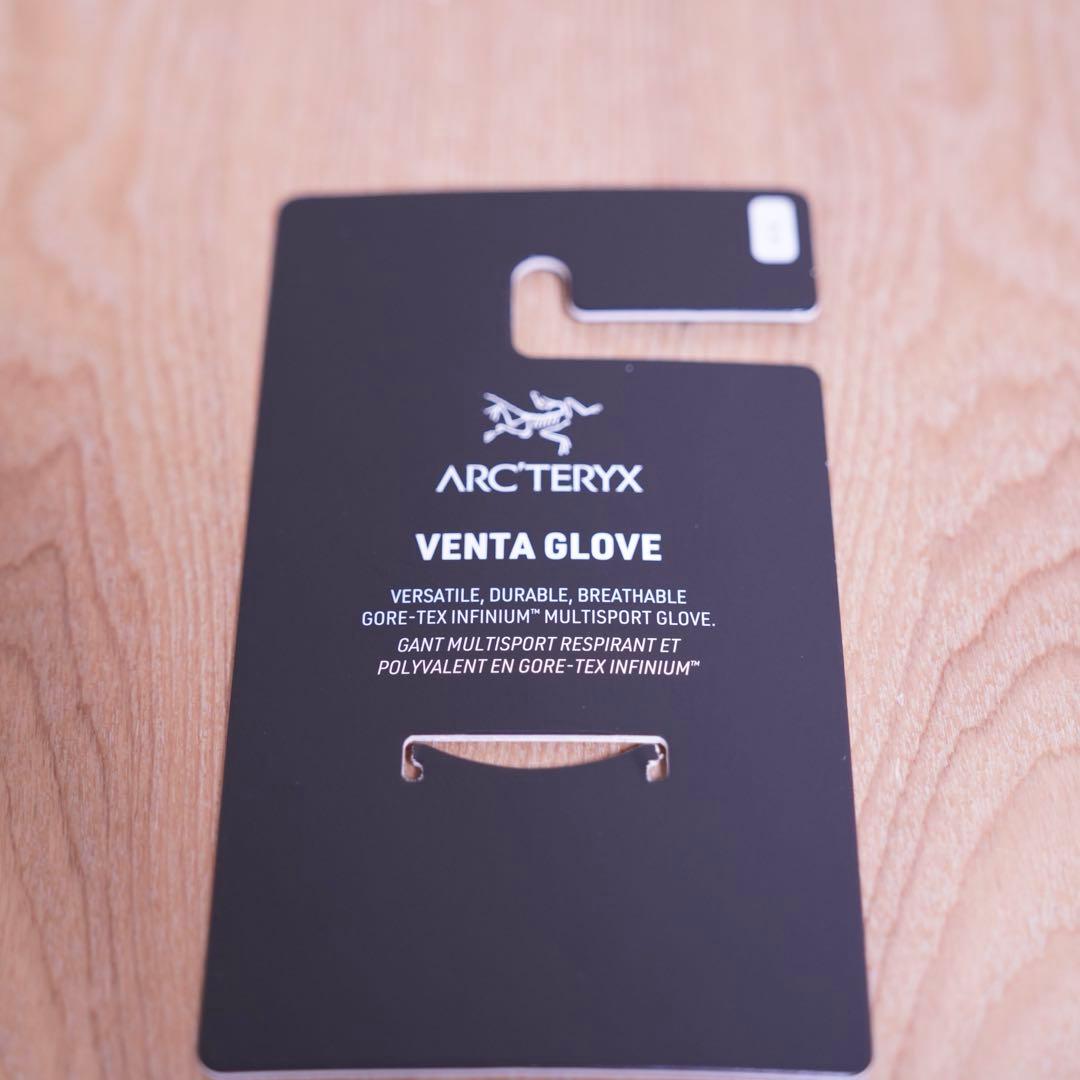 ARC'TERYX
VENTA GLOVE
VERSATILE, DURABLE, BREATHABLE
GORE-TEX INFINIUM™ MULTISPORT GLOVE.
GANT MULTISPORT RESPIRANT ET
POLYVALENT EN GORE-TEX INFINIUM™